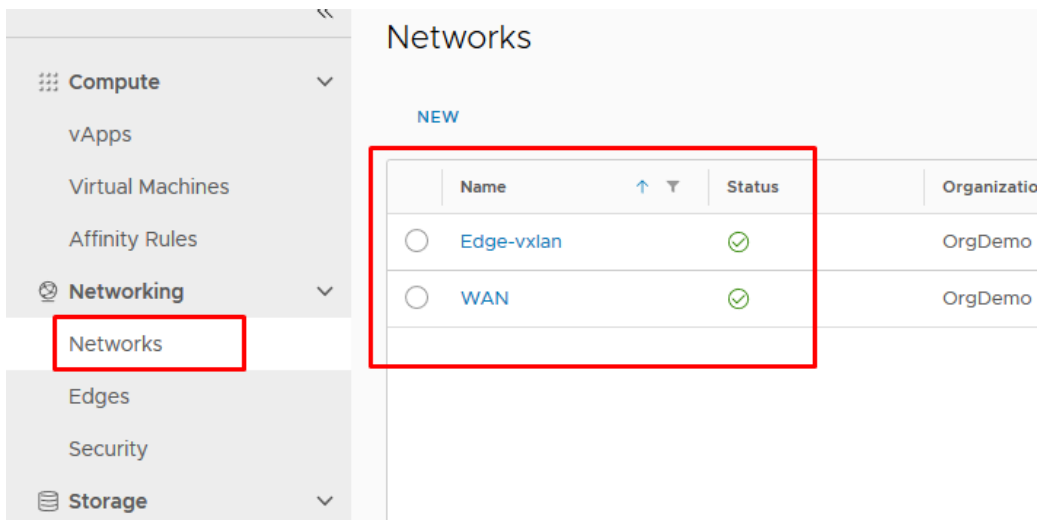 Networks
Compute
vApps
Virtual Machines
Affinity Rules
Networking
Networks
Edges
Security
Storage
NEW
Name Status
Edge-vxlan OrgDemo
WAN OrgDemo